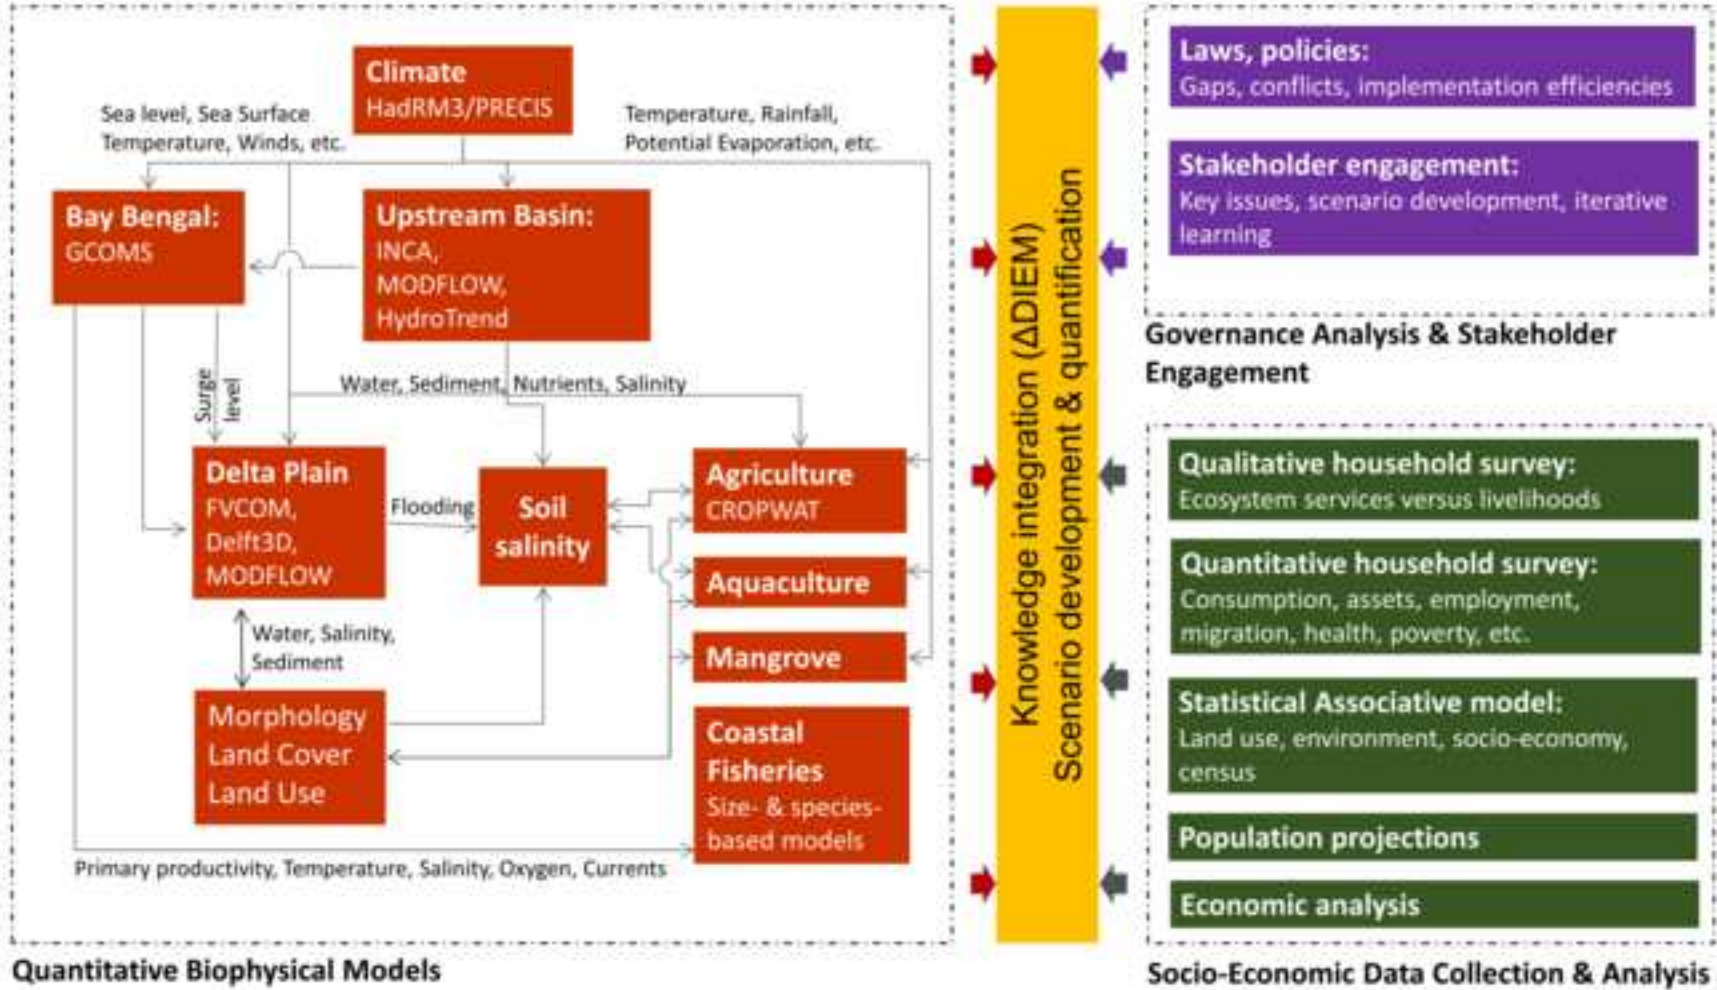 Climate
HadRM3/PRECIS
Sea level, Sea Surface
Temperature, Winds, etc.
Temperature, Rainfall,
Potential Evaporation, etc.
Bay Bengal:
GCOMS
Upstream Basin:
INCA,
MODFLOW,
HydroTrend
Surge
level
Water, Sediment, Nutrients, Salinity
Delta Plain
FVCOM,
Delft3D,
MODFLOW
Flooding
Soil
salinity
Agriculture
CROPWAT
Aquaculture
Mangrove
Water, Salinity,
Sediment
Morphology
Land Cover
Land Use
Coastal
Fisheries
Size- & species-
based models
Primary productivity, Temperature, Salinity, Oxygen, Currents
Quantitative Biophysical Models
Knowledge integration (ΔDIEM)
Scenario development & quantification
Laws, policies:
Gaps, conflicts, implementation efficiencies
Stakeholder engagement:
Key issues, scenario development, iterative
learning
Governance Analysis & Stakeholder
Engagement
Qualitative household survey:
Ecosystem services versus livelihoods
Quantitative household survey:
Consumption, assets, employment,
migration, health, poverty, etc.
Statistical Associative model:
Land use, environment, socio-economy,
census
Population projections
Economic analysis
Socio-Economic Data Collection & Analysis